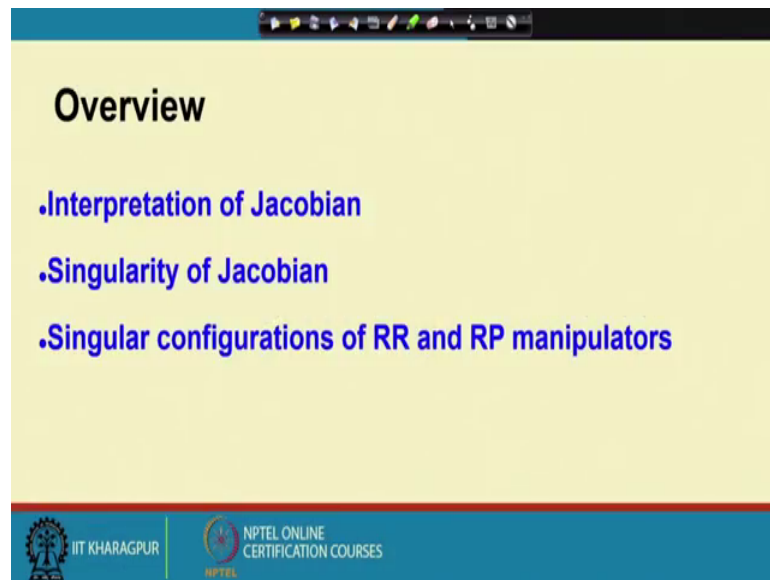 Overview
•Interpretation of Jacobian
•Singularity of Jacobian
•Singular configurations of RR and RP manipulators
IIT KHARAGPUR
NPTEL
NPTEL ONLINE
CERTIFICATION COURSES